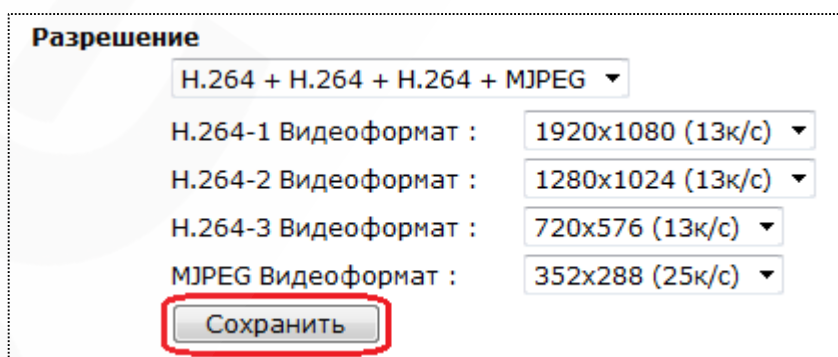 Разрешение
H.264 + H.264 + H.264 + MJPEG
H.264-1 Видеоформат : 1920x1080 (13к/с)
H.264-2 Видеоформат : 1280x1024 (13к/с)
H.264-3 Видеоформат : 720x576 (13к/с)
MJPEG Видеоформат : 352x288 (25к/с)
Сохранить